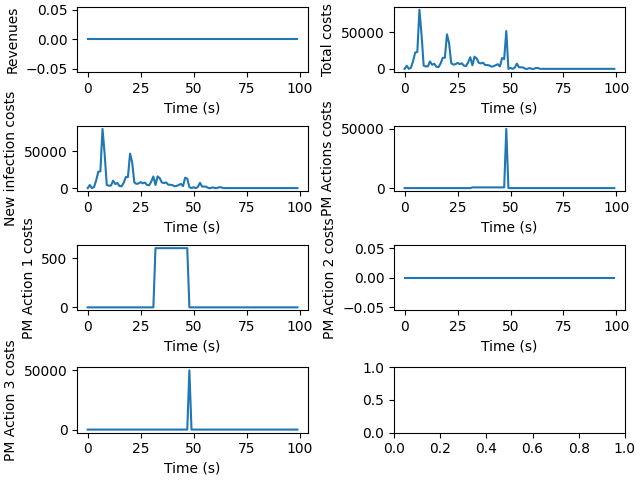 Revenues
0.05
0.00
−0.05
0 25 50 75 100
Time (s)
Total costs
50000
0
0 25 50 75 100
Time (s)
New infection costs
50000
0
0 25 50 75 100
Time (s)
PM Actions costs
50000
0
0 25 50 75 100
Time (s)
PM Action 1 costs
500
0
0 25 50 75 100
Time (s)
PM Action 2 costs
0.05
0.00
−0.05
0 25 50 75 100
Time (s)
PM Action 3 costs
50000
0
0 25 50 75 100
Time (s)
1.0
0.5
0.0
0.0 0.2 0.4 0.6 0.8 1.0